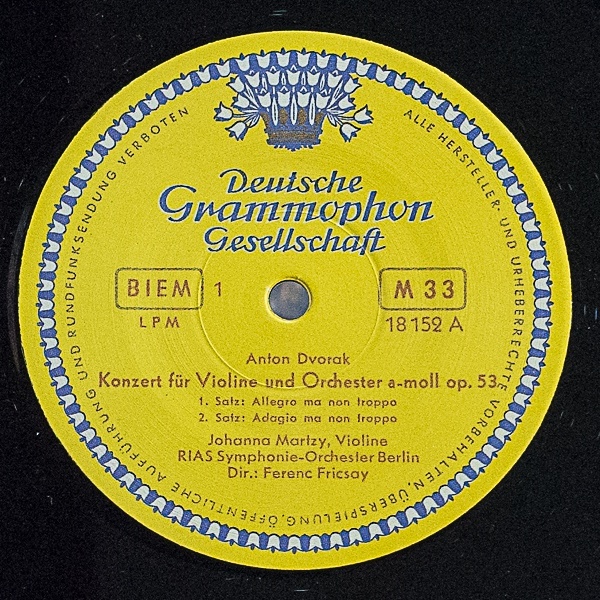 Deutsche
Grammophon
Gesellschaft
BIEM 1 M 33
LPM 18152 A
Anton Dvorak
Konzert für Violine und Orchester a-moll op. 53
1. Satz: Allegro ma non troppo
2. Satz: Adagio ma non troppo
Johanna Martzy, Violine
RIAS Symphonie-Orchester Berlin
Dir.: Ferenc Fricsay
ALLE HERSTELLER- UND URHEBERRECHTE VORBEHALTEN, ÜBERSPIELUNG, ÖFFENTLICHE AUFFÜHRUNG UND RUNDFUNKSENDUNG VERBOTEN